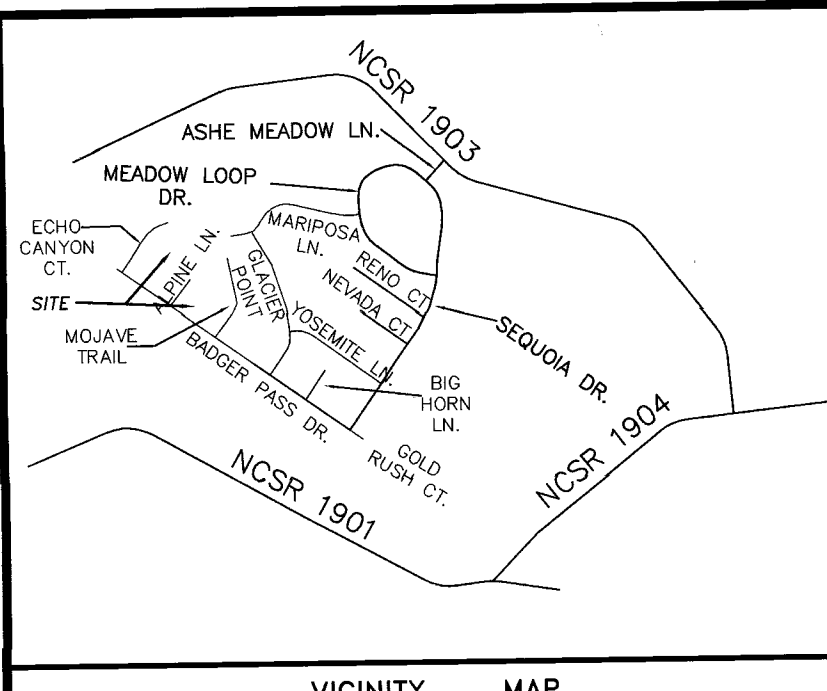 NCSR 1903
ASHE MEADOW LN.
MEADOW LOOP
DR.
ECHO
CANYON
CT.
ALPINE LN.
MARIPOSA
LN.
GLACIER
POINT
RENO CT
NEVADA CT
SITE
MOJAVE
TRAIL
YOSEMITE LN.
SEQUOIA DR.
BADGER PASS DR.
BIG
HORN
LN.
GOLD
RUSH CT.
NCSR 1904
NCSR 1901
VICINITY MAP